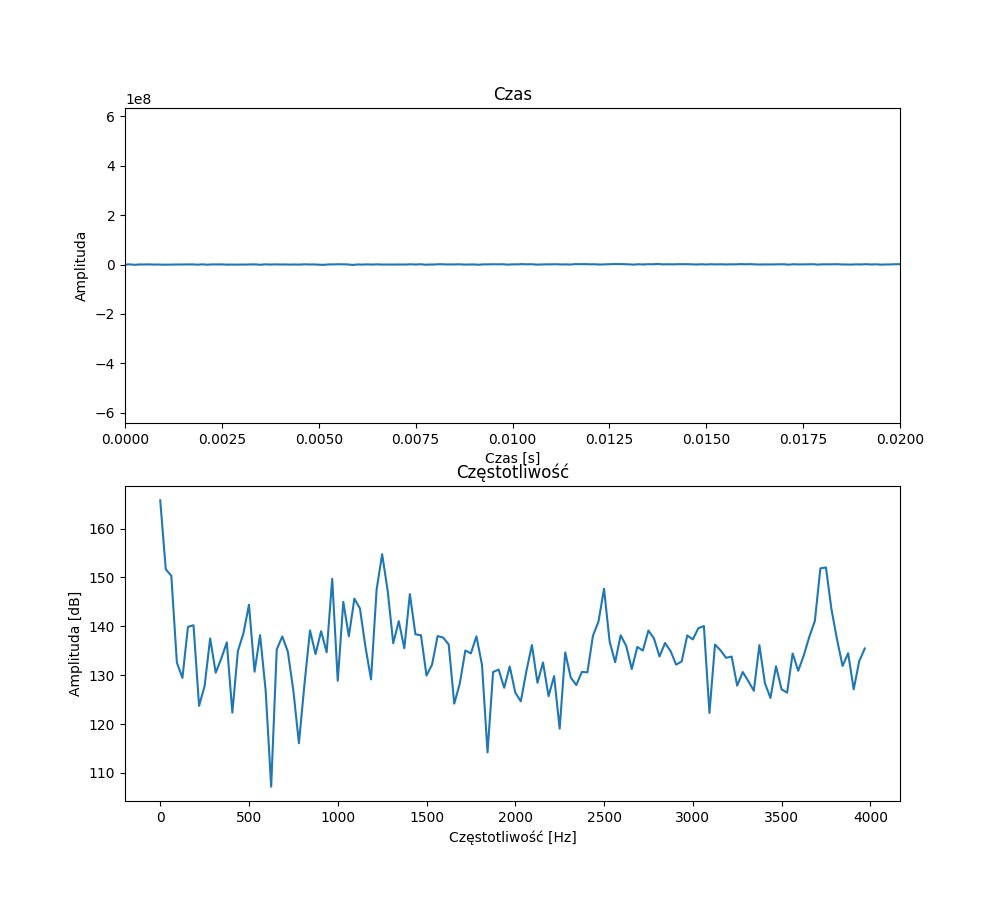 Czas
1e8
6
4
2
0
−2
−4
−6
Amplituda
0.0000 0.0025 0.0050 0.0075 0.0100 0.0125 0.0150 0.0175 0.0200
Czas [s]
Częstotliwość
160
150
140
130
120
110
Amplituda [dB]
0 500 1000 1500 2000 2500 3000 3500 4000
Częstotliwość [Hz]